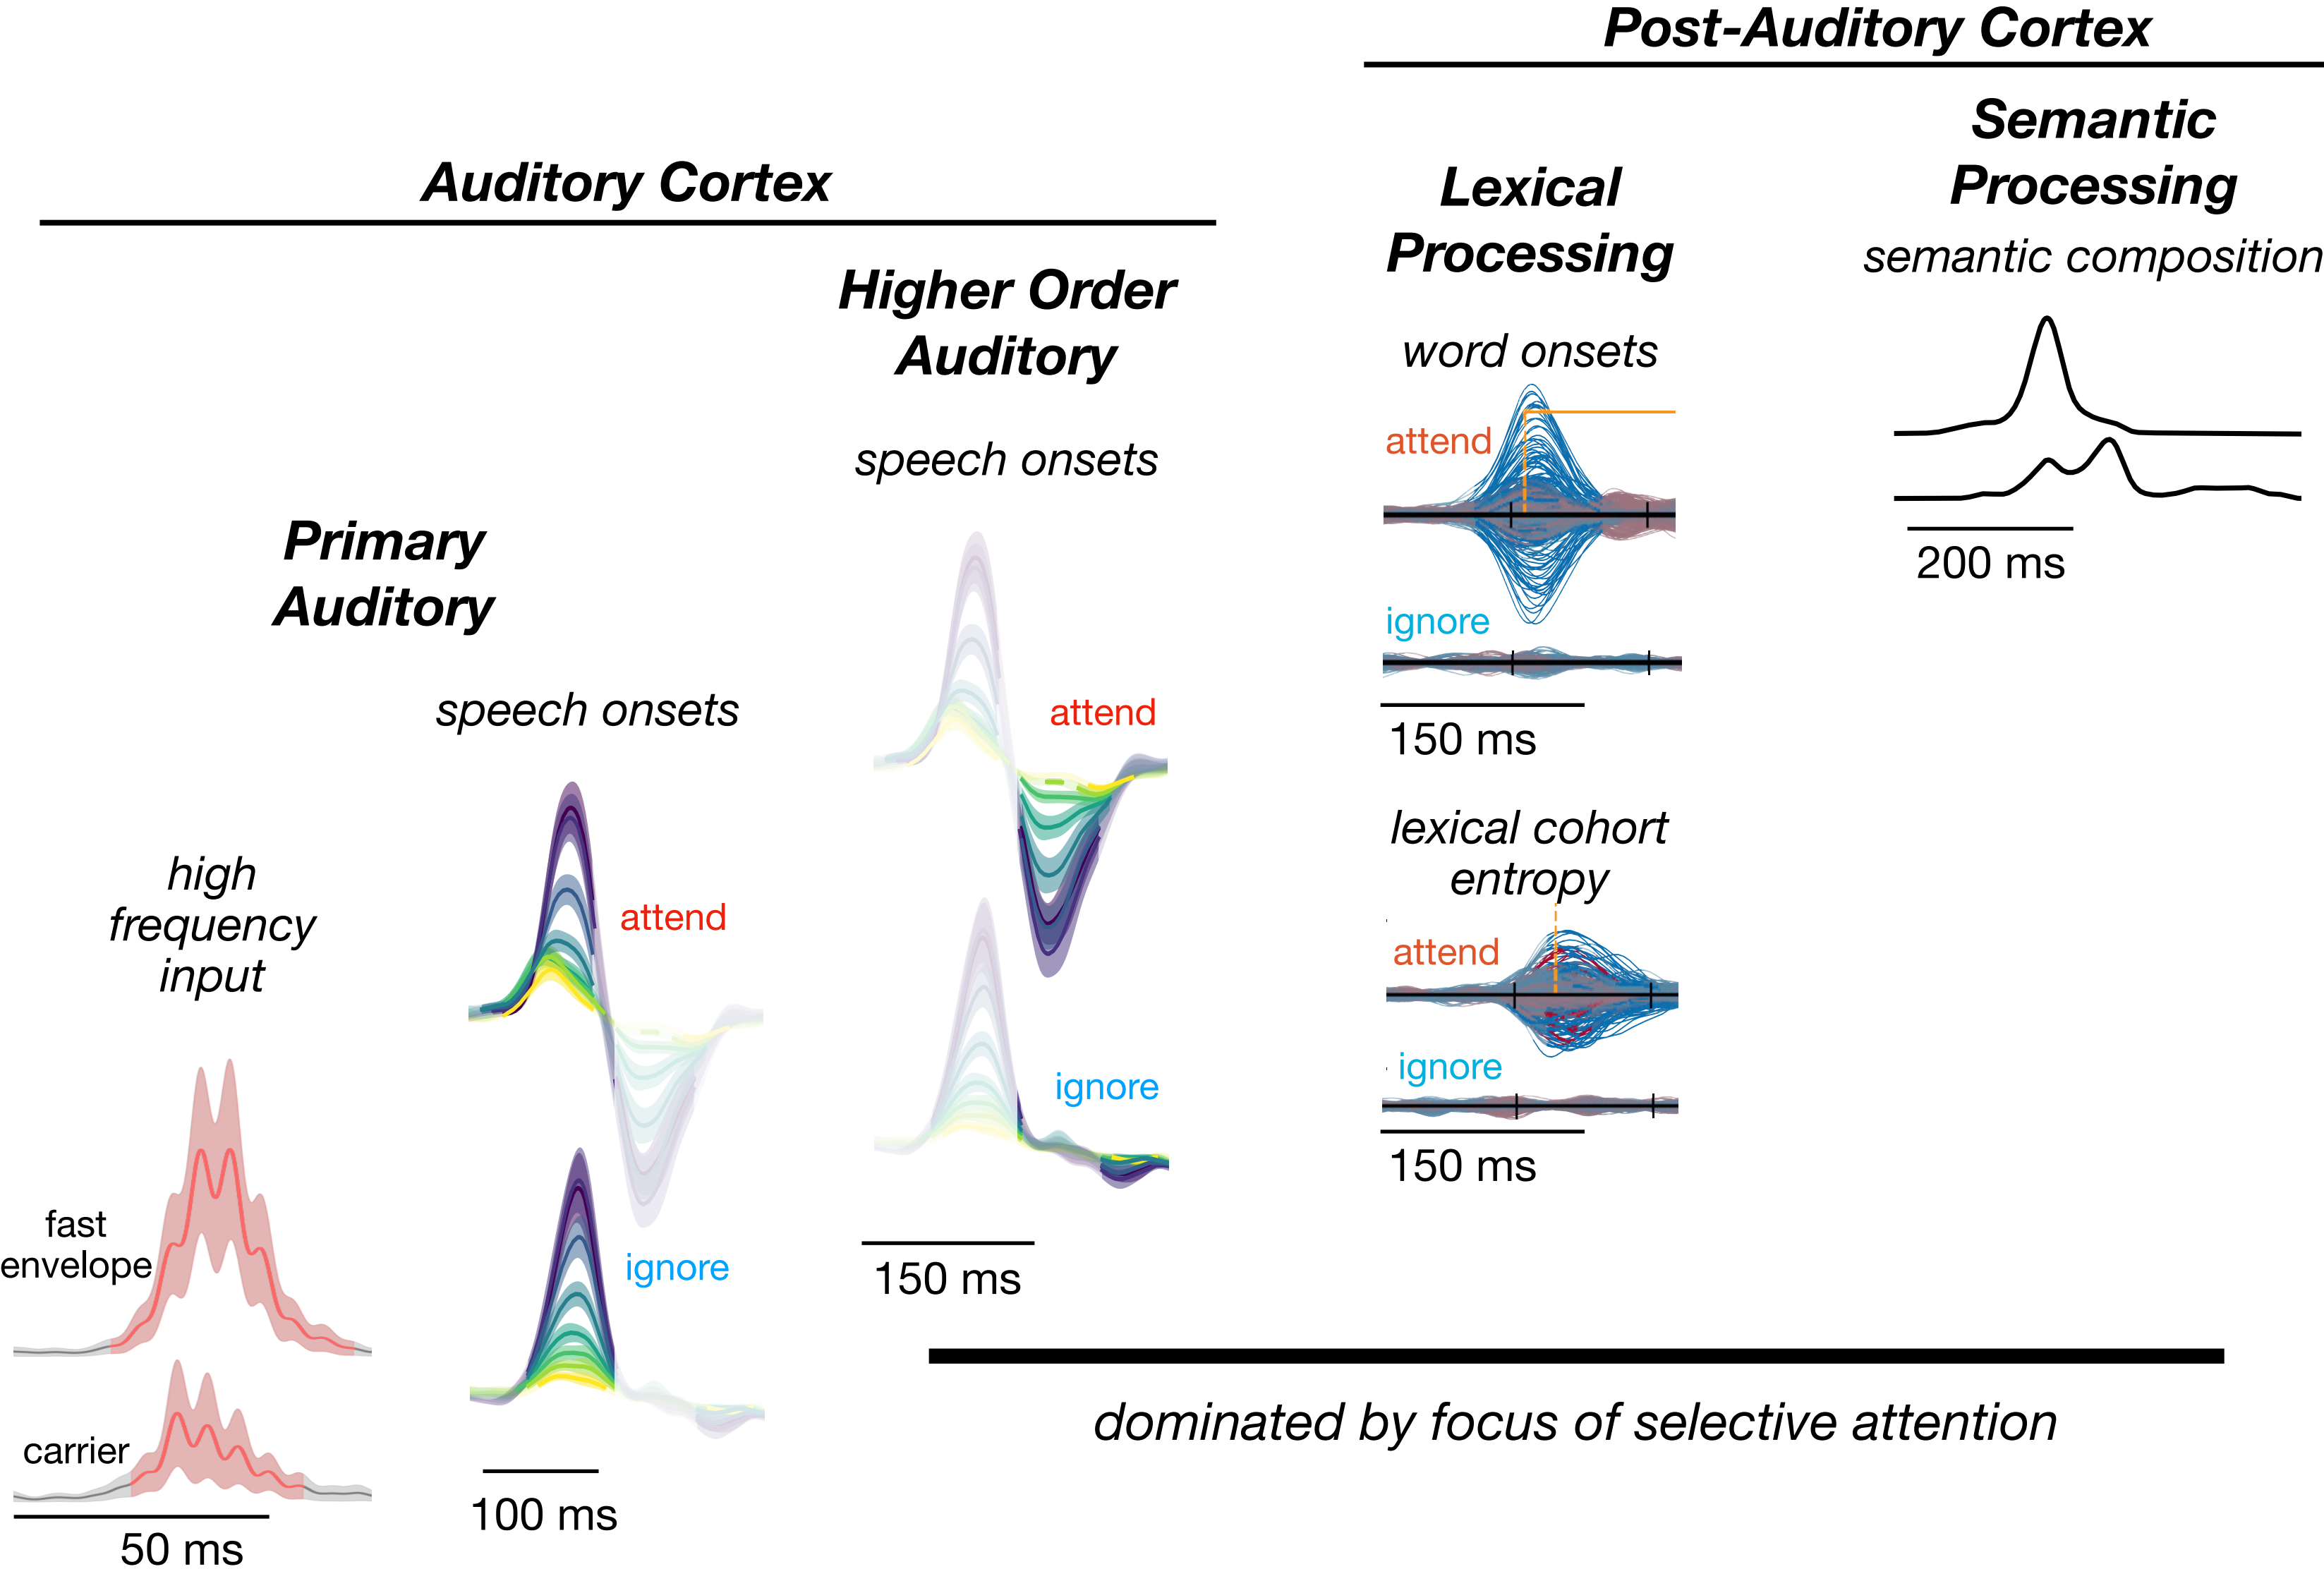 Post-Auditory Cortex
Auditory Cortex
Primary
Auditory
high
frequency
input
fast
envelope
carrier
50 ms
speech onsets
attend
ignore
100 ms
Higher Order
Auditory
speech onsets
attend
ignore
150 ms
Lexical
Processing
word onsets
attend
ignore
150 ms
lexical cohort
entropy
attend
ignore
150 ms
Semantic
Processing
semantic composition
200 ms
dominated by focus of selective attention